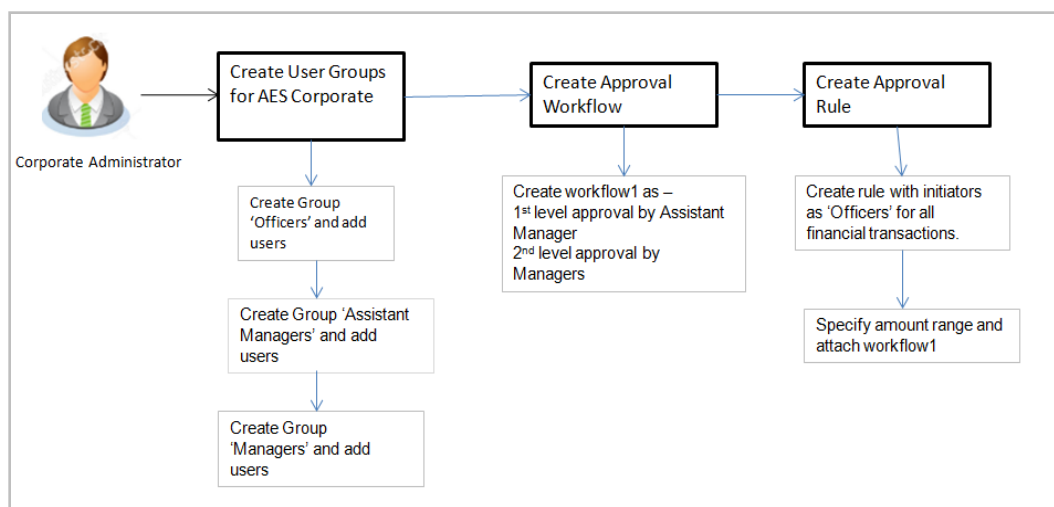 Corporate Administrator
Create User Groups
for AES Corporate
Create Group
‘Officers’ and add
users
Create Group ‘Assistant
Managers’ and add
users
Create Group
‘Managers’ and add
users
Create Approval
Workflow
Create workflow1 as –
1st level approval by Assistant
Manager
2nd level approval by
Managers
Create Approval
Rule
Create rule with initiators
as ‘Officers’ for all
financial transactions.
Specify amount range and
attach workflow1